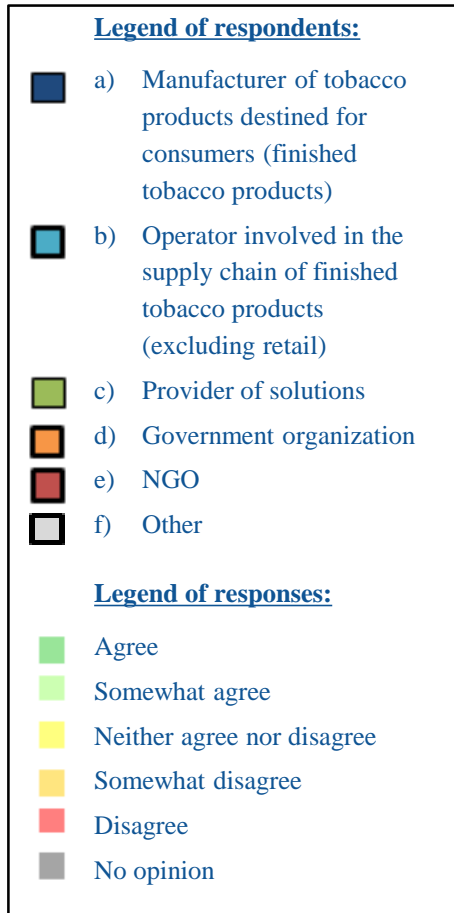 Legend of respondents:
a) Manufacturer of tobacco
products destined for
consumers (finished
tobacco products)
b) Operator involved in the
supply chain of finished
tobacco products
(excluding retail)
c) Provider of solutions
d) Government organization
e) NGO
f) Other
Legend of responses:
Agree
Somewhat agree
Neither agree nor disagree
Somewhat disagree
Disagree
No opinion